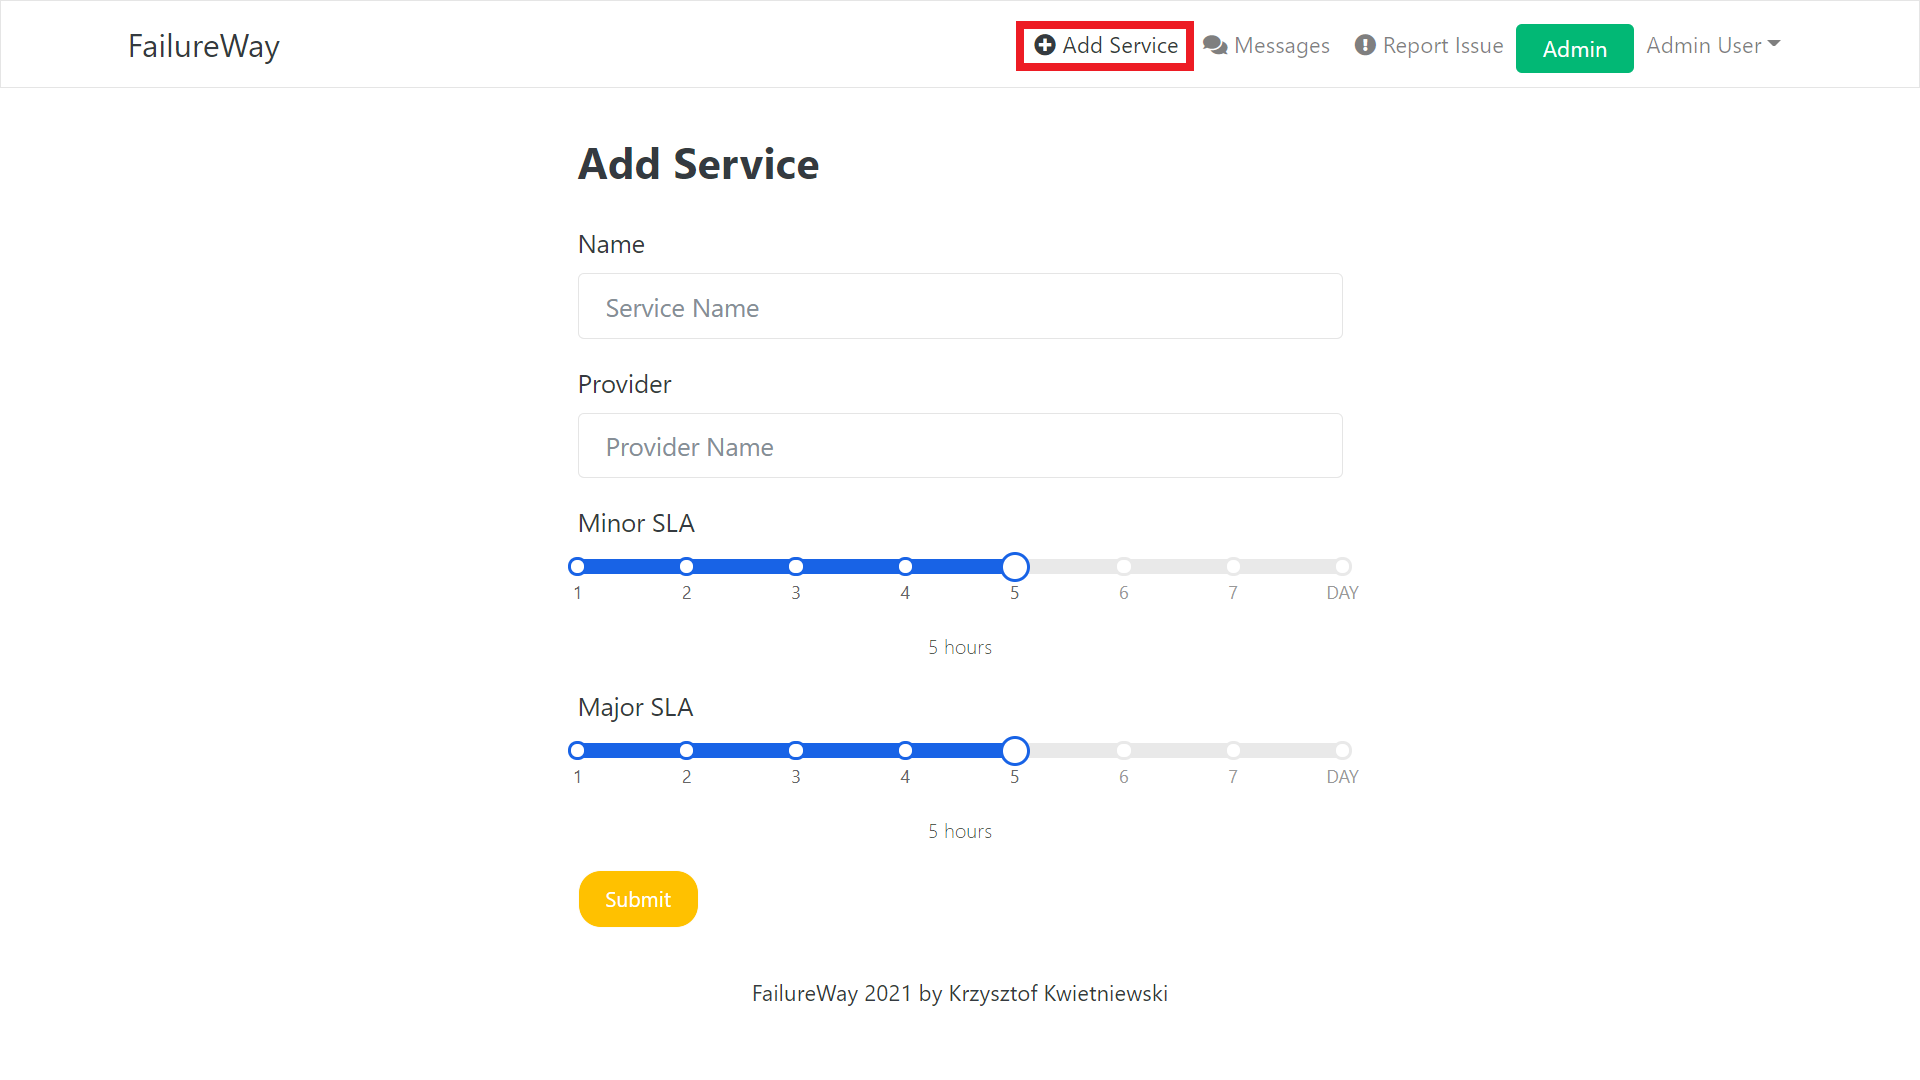 FailureWay
Add Service
Messages
Report Issue
Admin
Admin User
Add Service
Name
Service Name
Provider
Provider Name
Minor SLA
1 2 3 4 5 6 7 DAY
5 hours
Major SLA
1 2 3 4 5 6 7 DAY
5 hours
Submit
FailureWay 2021 by Krzysztof Kwietniewski